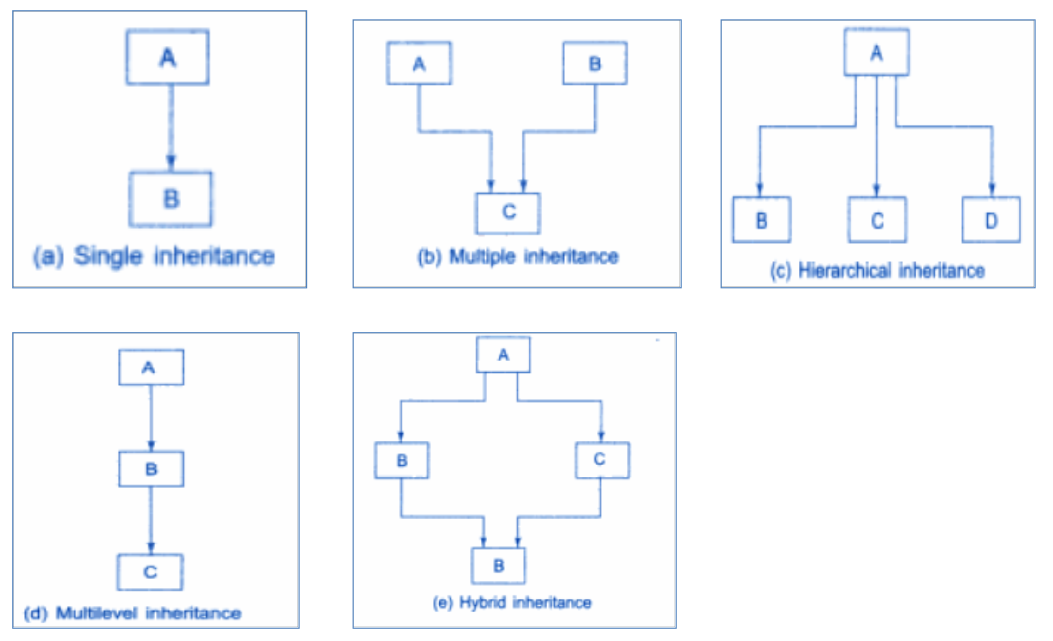 A
B
(a) Single inheritance
A B
C
(b) Multiple inheritance
A
B C D
(c) Hierarchical inheritance
A
B
C
(d) Multilevel inheritance
A
B C
B
(e) Hybrid inheritance